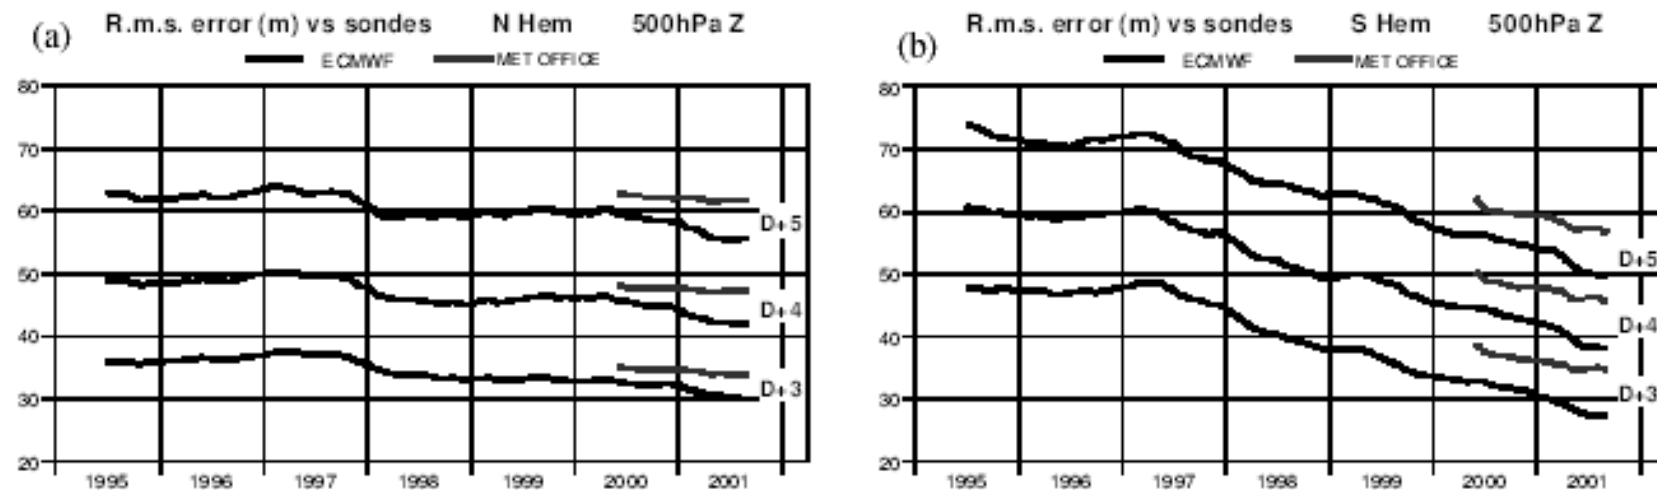 (a) R.m.s. error (m) vs sondes N Hem 500hPa Z
ECMWF MET OFFICE
80
70
60
50
40
30
20
D+5
D+4
D+3
1995 1996 1997 1998 1999 2000 2001
(b) R.m.s. error (m) vs sondes S Hem 500hPa Z
ECMWF MET OFFICE
80
70
60
50
40
30
20
D+5
D+4
D+3
1995 1996 1997 1998 1999 2000 2001